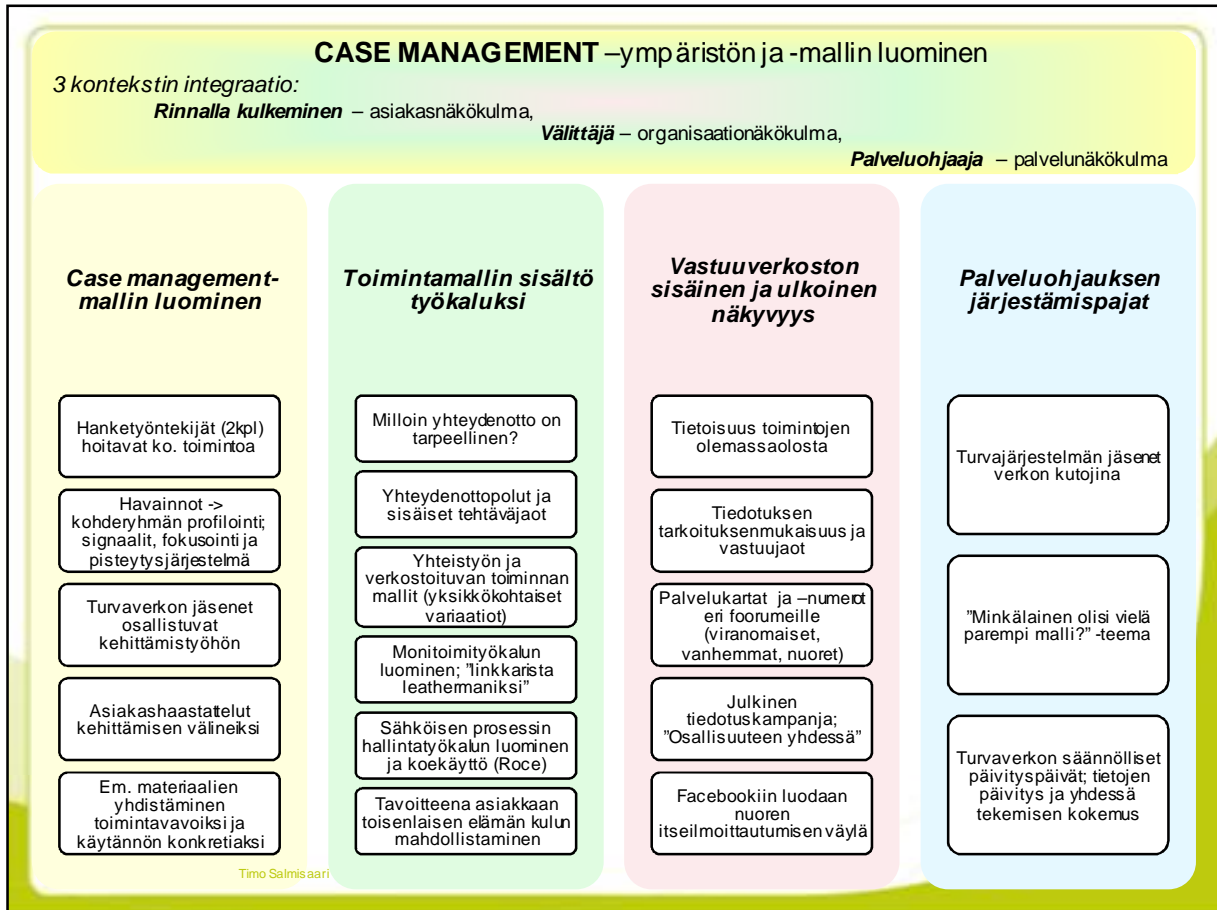 CASE MANAGEMENT –ympäristön ja -mallin luominen
3 kontekstin integraatio:
Rinnalla kulkeminen – asiakasnäkökulma,
Välittäjä – organisaationäkökulma,
Palveluohjaaja – palvelunäkökulma
Case management-
mallin luominen
Hanketyöntekijät (2kpl)
hoitavat ko. toimintoa
Havainnot ->
kohderyhmän profilointi;
signaalit, fokusointi ja
pisteytysjärjestelmä
Turvaverkon jäsenet
osallistuvat
kehittämistyöhön
Asiakashaastattelut
kehittämisen välineiksi
Em. materiaalien
yhdistäminen
toimintavavoiksi ja
käytännön konkretiaksi
Toimintamallin sisältö
työkaluksi
Milloin yhteydenotto on
tarpeellinen?
Yhteydenottopolut ja
sisäiset tehtäväjaot
Yhteistyön ja
verkostoituvan toiminnan
mallit (yksikkökohtaiset
variaatiot)
Monitoimityökalun
luominen; ”linkkarista
leathermaniksi”
Sähköisen prosessin
hallintatyökalun luominen
ja koekäyttö (Roce)
Tavoitteena asiakkaan
toisenlaisen elämän kulun
mahdollistaminen
Vastuuverkoston
sisäinen ja ulkoinen
näkyvyys
Tietoisuus toimintojen
olemassaolosta
Tiedotuksen
tarkoituksenmukaisuus ja
vastuujaot
Palvelukartat ja –numerot
eri foorumeille
(viranomaiset,
vanhemmat, nuoret)
Julkinen
tiedotuskampanja;
”Osallisuuteen yhdessä”
Facebookiin luodaan
nuoren
itseilmoittautumisen väylä
Palveluohjauksen
järjestämispajat
Turvajärjestelmän jäsenet
verkon kutojina
”Minkälainen olisi vielä
parempi malli?” -teema
Turvaverkon säännölliset
päivityspäivät; tietojen
päivitys ja yhdessä
tekemisen kokemus
Timo Salmisaari